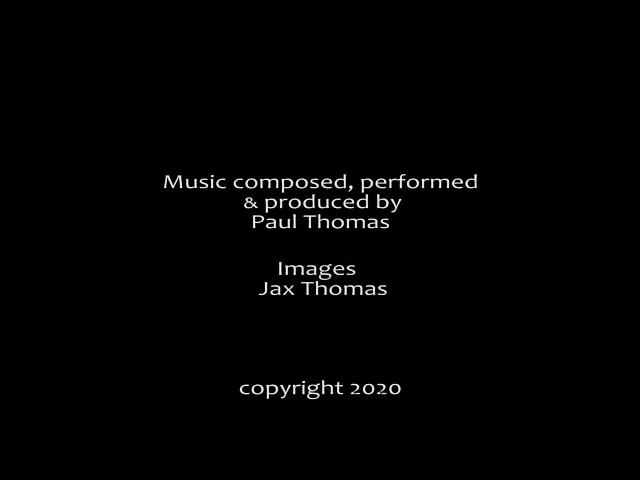 Music composed, performed
& produced by
Paul Thomas
Images
Jax Thomas
copyright 2020